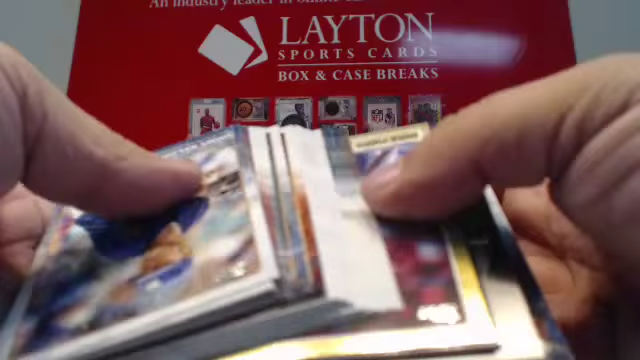 An industry leader in online
LAYTON
SPORTS CARDS
BOX & CASE BREAKS